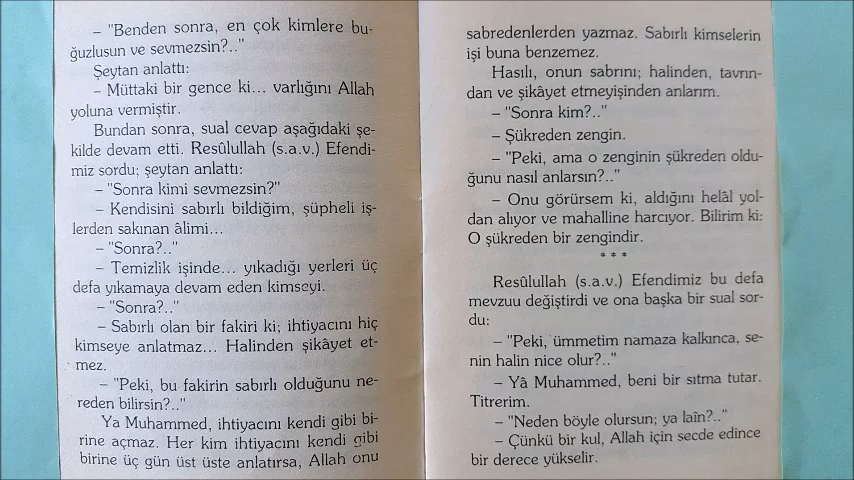 – "Benden sonra, en çok kimlere bu-
ğuzlusun ve sevmezsin?.."
Şeytan anlattı:
– Müttaki bir gence ki... varlığını Allah
yoluna vermiştir.
Bundan sonra, sual cevap aşağıdaki şe-
kilde devam etti. Resûlullah (s.a.v.) Efendi-
miz sordu; şeytan anlattı:
– "Sonra kimi sevmezsin?"
– Kendisini sabırlı bildiğim, şüpheli iş-
lerden sakınan âlimi...
– "Sonra?.."
– Temizlik işinde... yıkadığı yerleri üç
defa yıkamaya devam eden kimseyi.
– "Sonra?.."
– Sabırlı olan bir fakiri ki; ihtiyacını hiç
kimseye anlatmaz... Halinden şikâyet et-
mez.
– "Peki, bu fakirin sabırlı olduğunu ne-
reden bilirsin?.."
Ya Muhammed, ihtiyacını kendi gibi bi-
rine açmaz. Her kim ihtiyacını kendi gibi
birine üç gün üst üste anlatırsa, Allah onu
sabredenlerden yazmaz. Sabırlı kimselerin
işi buna benzemez.
Hasılı, onun sabrını; halinden, tavrın-
dan ve şikâyet etmeyişinden anlarım.
– "Sonra kim?.."
– Şükreden zengin.
– "Peki, ama o zenginin şükreden oldu-
ğunu nasıl anlarsın?.."
– Onu görürsem ki, aldığını helâl yol-
dan alıyor ve mahalline harcıyor. Bilirim ki:
O şükreden bir zengindir.
* * *
Resûlullah (s.a.v.) Efendimiz bu defa
mevzuu değiştirdi ve ona başka bir sual sor-
du:
– "Peki, ümmetim namaza kalkınca, se-
nin halin nice olur?.."
– Yâ Muhammed, beni bir sıtma tutar.
Titrerim.
– "Neden böyle olursun; ya laîn?.."
– Çünkü bir kul, Allah için secde edince
bir derece yükselir.